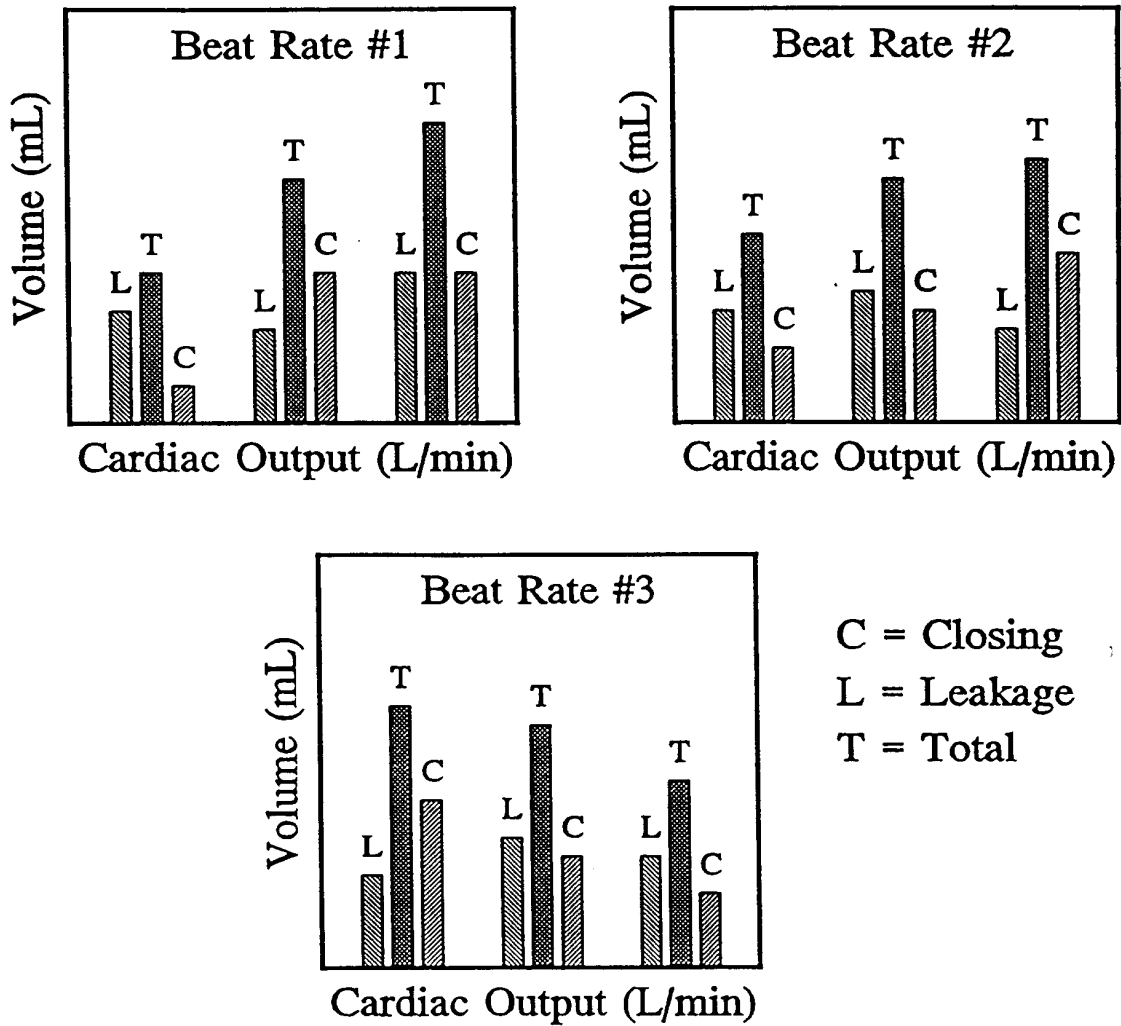 Beat Rate #1
Volume (mL)
L T C
L T C
L T C
Cardiac Output (L/min)
Beat Rate #2
Volume (mL)
L T C
L T C
L T C
Cardiac Output (L/min)
Beat Rate #3
Volume (mL)
L T C
L T C
L T C
Cardiac Output (L/min)
C = Closing
L = Leakage
T = Total